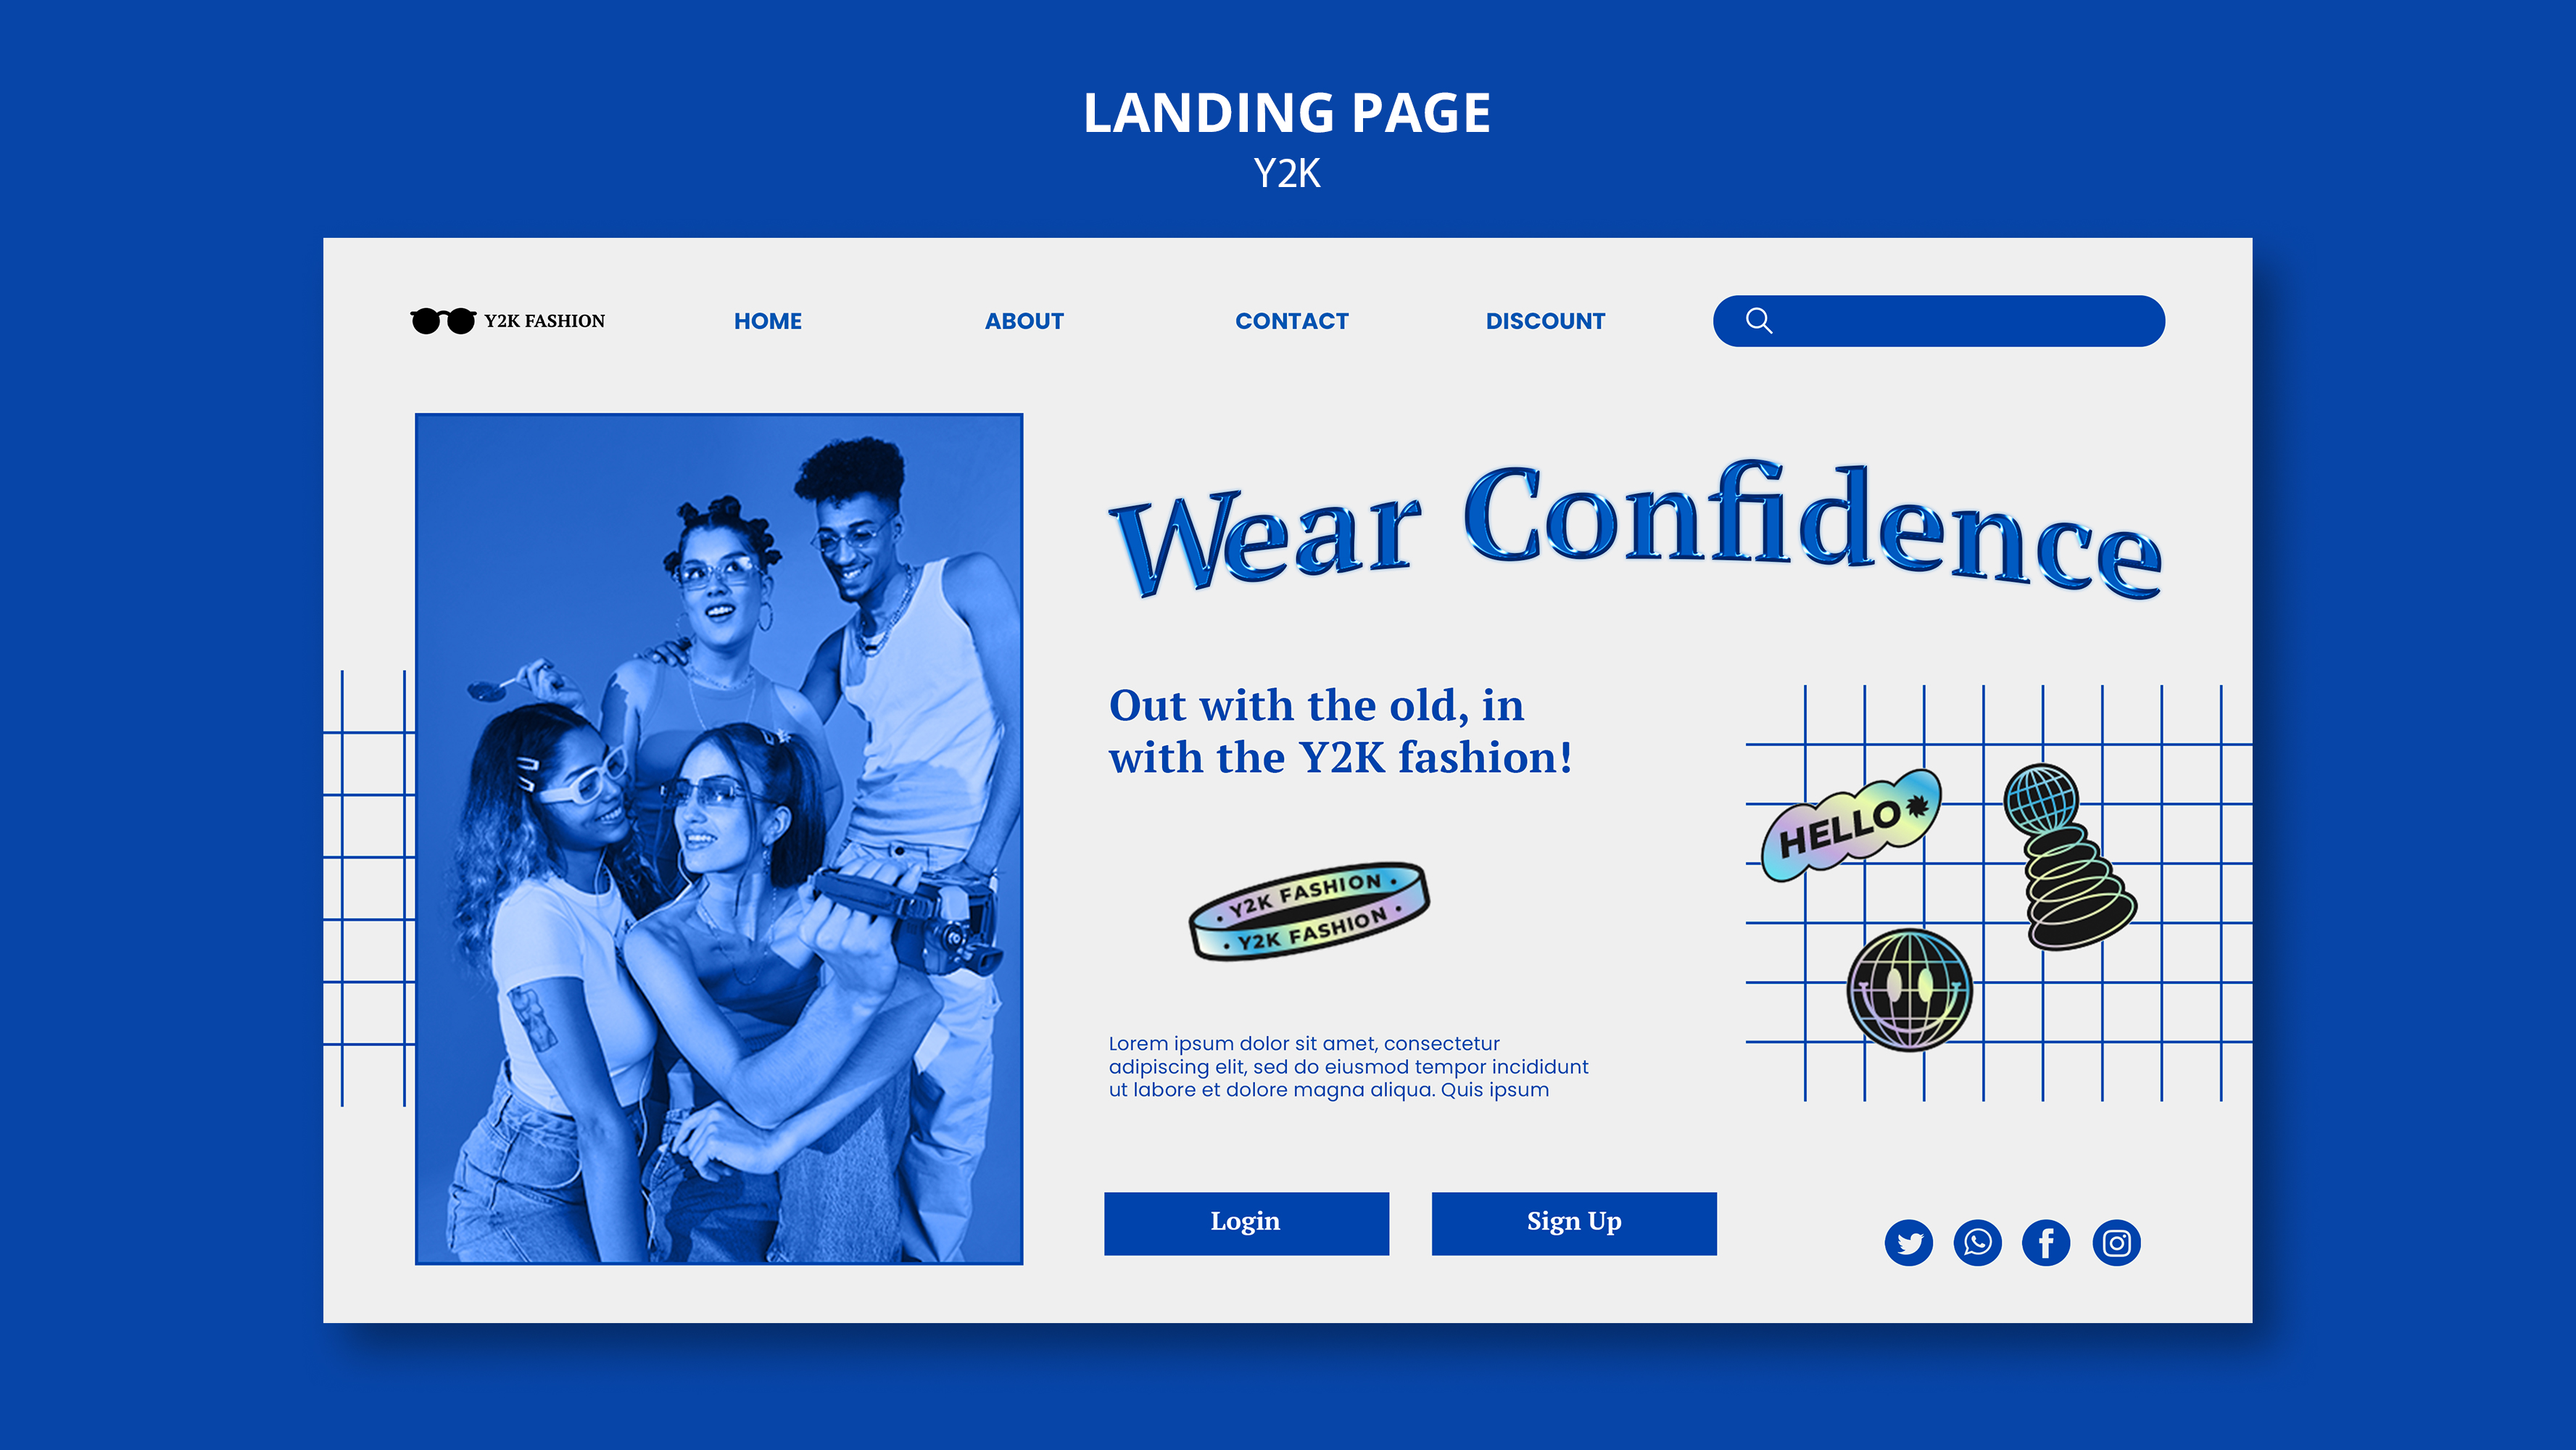 LANDING PAGE
Y2K
Y2K FASHION
HOME
ABOUT
CONTACT
DISCOUNT
Wear Confidence
Out with the old, in
with the Y2K fashion!
• Y2K FASHION •
• Y2K FASHION •
HELLO
Lorem ipsum dolor sit amet, consectetur
adipiscing elit, sed do eiusmod tempor incididunt
ut labore et dolore magna aliqua. Quis ipsum
Login
Sign Up